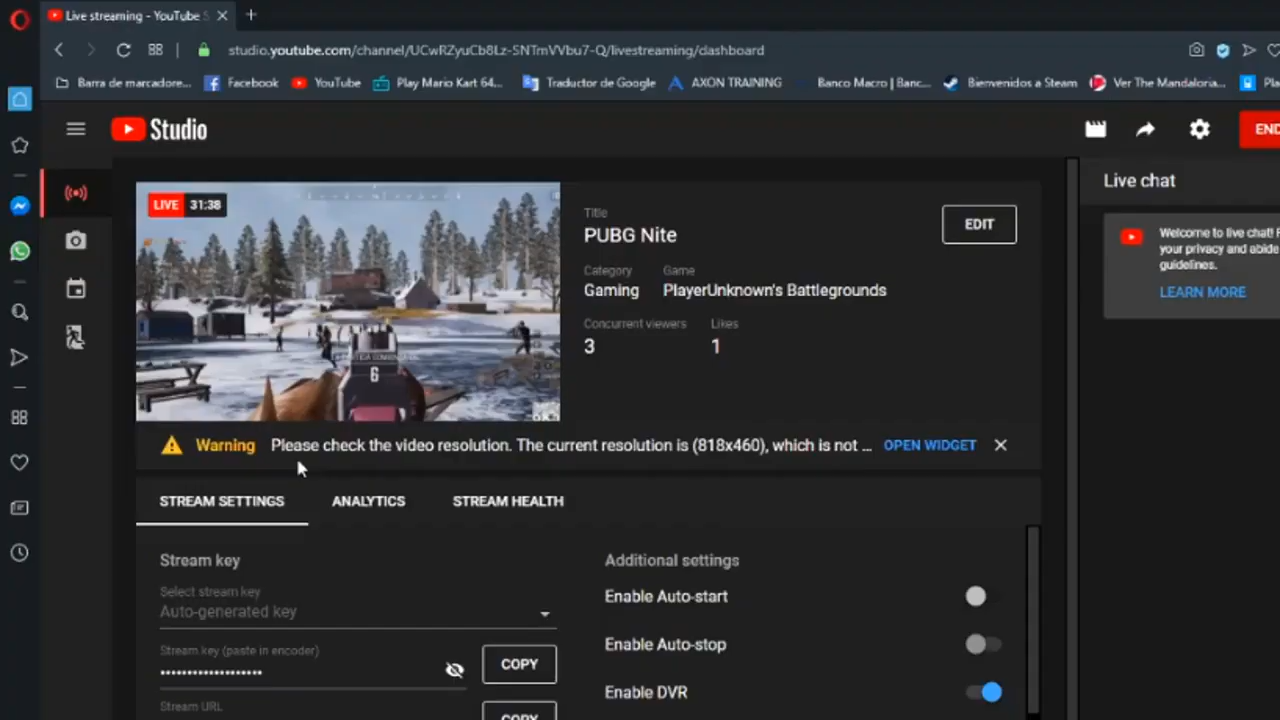 Live streaming - YouTube S
studio.youtube.com/channel/UCwRZyuCb8Lz-SNTmVVbu7-Q/livestreaming/dashboard
Barra de marcadore... Facebook YouTube Play Mario Kart 64... Traductor de Google AXON TRAINING Banco Macro | Banc... Bienvenidos a Steam Ver The Mandaloria... Pla
Studio
END
LIVE 31:38
6
Title
PUBG Nite
EDIT
Category Game
Gaming PlayerUnknown's Battlegrounds
Concurrent viewers Likes
3 1
Live chat
Welcome to live chat!
your privacy and abide
guidelines.
LEARN MORE
Warning Please check the video resolution. The current resolution is (818x460), which is not ... OPEN WIDGET
STREAM SETTINGS ANALYTICS STREAM HEALTH
Stream key
Select stream key
Auto-generated key
Stream key (paste in encoder)
•••••••••••••••••••
COPY
Stream URL
COPY
Additional settings
Enable Auto-start
Enable Auto-stop
Enable DVR